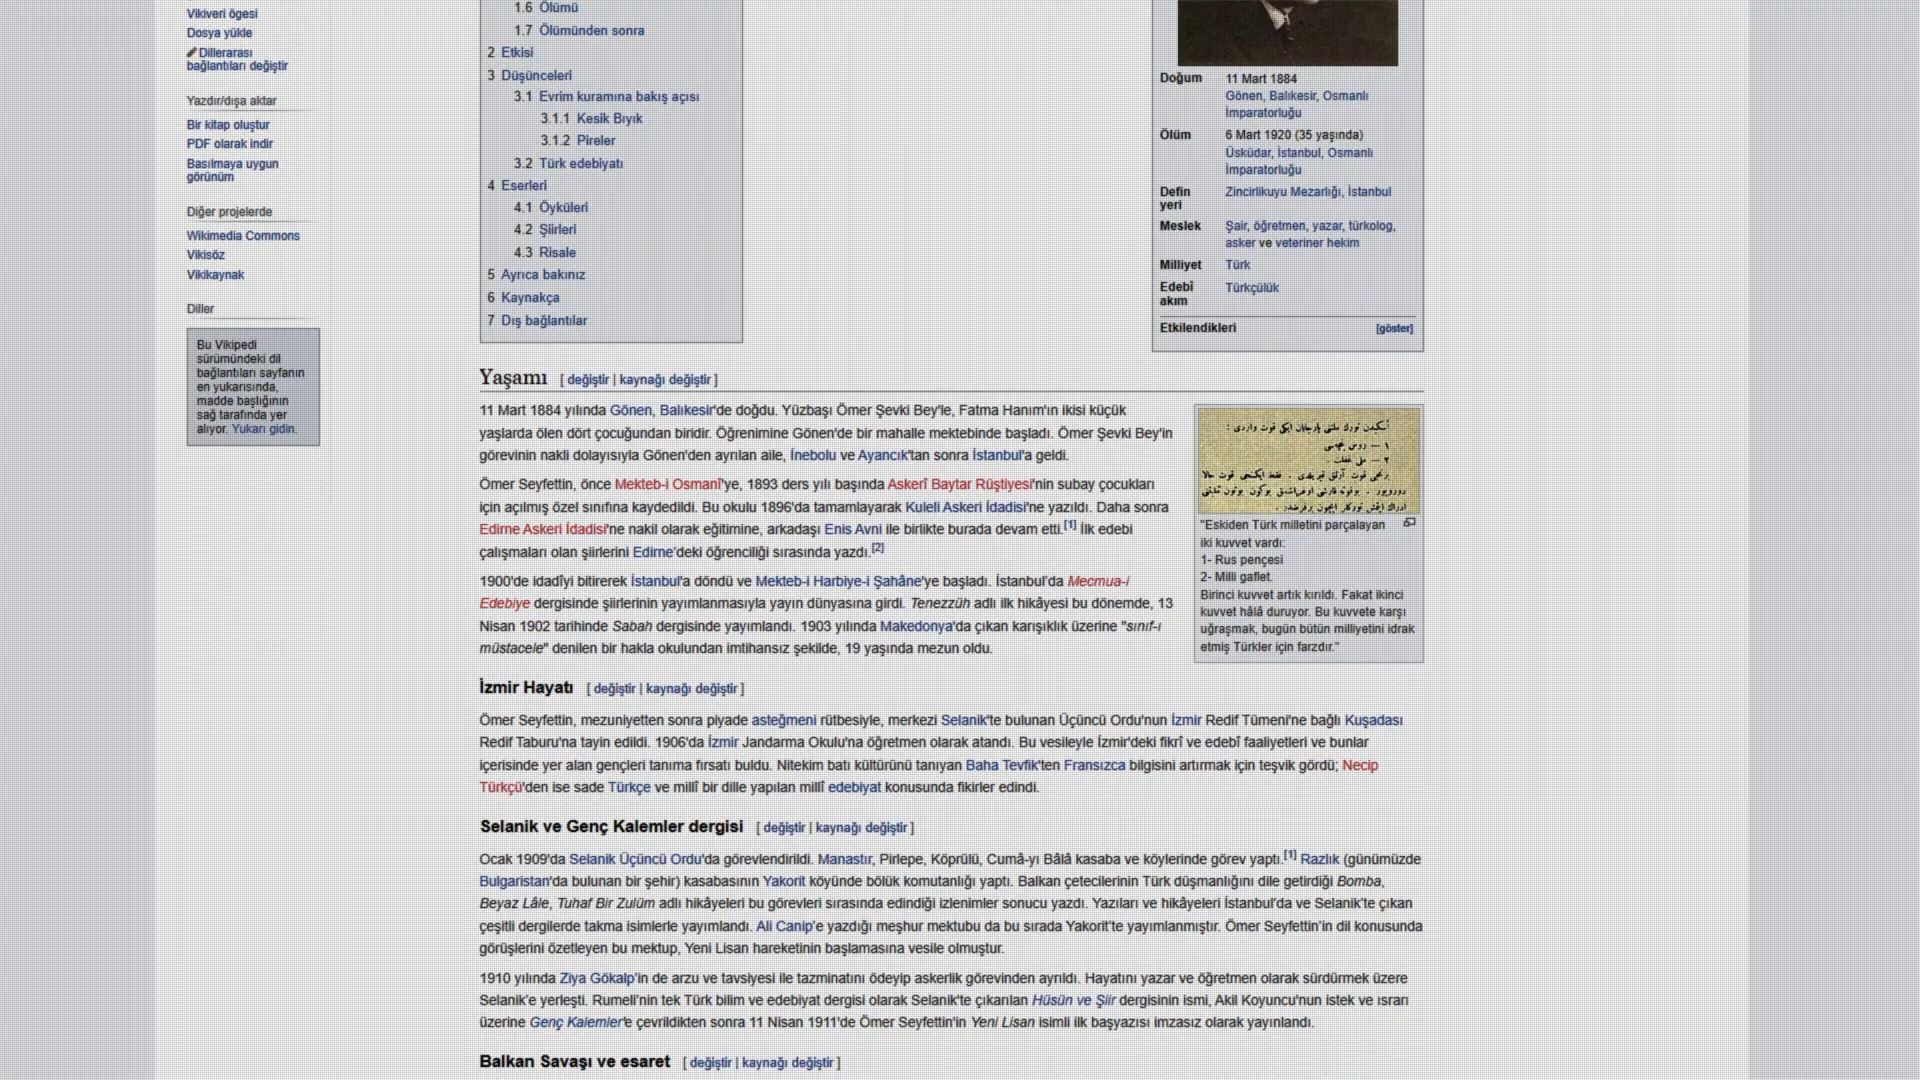 Vikiveri ögesi
Dosya yükle
Dillerarası
bağlantıları değiştir
Yazdır/dışa aktar
Bir kitap oluştur
PDF olarak indir
Basılmaya uygun
görünüm
Diğer projelerde
Wikimedia Commons
Vikisöz
Vikikaynak
Diller
Bu Vikipedi
sürümündeki dil
bağlantıları sayfanın
en yukarısında,
madde başlığının
sağ tarafında yer
alıyor. Yukarı gidin.
1.6 Ölümü
1.7 Ölümünden sonra
2 Etkisi
3 Düşünceleri
3.1 Evrim kuramına bakış açısı
3.1.1 Kesik Bıyık
3.1.2 Pireler
3.2 Türk edebiyatı
4 Eserleri
4.1 Öyküleri
4.2 Şiirleri
4.3 Risale
5 Ayrıca bakınız
6 Kaynakça
7 Dış bağlantılar
Doğum 11 Mart 1884
Gönen, Balıkesir, Osmanlı
İmparatorluğu
Ölüm 6 Mart 1920 (35 yaşında)
Üsküdar, İstanbul, Osmanlı
İmparatorluğu
Defin yeri Zincirlikuyu Mezarlığı, İstanbul
Meslek Şair, öğretmen, yazar, türkolog,
asker ve veteriner hekim
Milliyet Türk
Edebî akım Türkçülük
Etkilendikleri [göster]
Yaşamı [ değiştir | kaynağı değiştir ]
11 Mart 1884 yılında Gönen, Balıkesir'de doğdu. Yüzbaşı Ömer Şevki Bey'le, Fatma Hanım'ın ikisi küçük
yaşlarda ölen dört çocuğundan biridir. Öğrenimine Gönen'de bir mahalle mektebinde başladı. Ömer Şevki Bey'in
görevinin nakli dolayısıyla Gönen'den ayrılan aile, İnebolu ve Ayancık'tan sonra İstanbul'a geldi.
Ömer Seyfettin, önce Mekteb-i Osmanî'ye, 1893 ders yılı başında Askerî Baytar Rüştiyesi'nin subay çocukları
için açılmış özel sınıfına kaydedildi. Bu okulu 1896'da tamamlayarak Kuleli Askeri İdadisi'ne yazıldı. Daha sonra
Edirne Askeri İdadisi'ne nakil olarak eğitimine, arkadaşı Enis Avni ile birlikte burada devam etti.[1] İlk edebi
çalışmaları olan şiirlerini Edirne'deki öğrenciliği sırasında yazdı.[2]
1900'de idadîyi bitirerek İstanbul'a döndü ve Mekteb-i Harbiye-i Şahâne'ye başladı. İstanbul'da Mecmua-i
Edebiye dergisinde şiirlerinin yayımlanmasıyla yayın dünyasına girdi. Tenezzüh adlı ilk hikâyesi bu dönemde, 13
Nisan 1902 tarihinde Sabah dergisinde yayımlandı. 1903 yılında Makedonya'da çıkan karışıklık üzerine "sınıf-ı
müstacele" denilen bir hakla okulundan imtihansız şekilde, 19 yaşında mezun oldu.
"Eskiden Türk milletini parçalayan
iki kuvvet vardı:
1- Rus pençesi
2- Milli gaflet.
Birinci kuvvet artık kırıldı. Fakat ikinci
kuvvet hâlâ duruyor. Bu kuvvete karşı
uğraşmak, bugün bütün milliyetini idrak
etmiş Türkler için farzdır."
İzmir Hayatı [ değiştir | kaynağı değiştir ]
Ömer Seyfettin, mezuniyetten sonra piyade asteğmeni rütbesiyle, merkezi Selanik'te bulunan Üçüncü Ordu'nun İzmir Redif Tümeni'ne bağlı Kuşadası
Redif Taburu'na tayin edildi. 1906'da İzmir Jandarma Okulu'na öğretmen olarak atandı. Bu vesileyle İzmir'deki fikrî ve edebî faaliyetleri ve bunlar
içerisinde yer alan gençleri tanıma fırsatı buldu. Nitekim batı kültürünü tanıyan Baha Tevfik'ten Fransızca bilgisini artırmak için teşvik gördü; Necip
Türkçü'den ise sade Türkçe ve millî bir dille yapılan millî edebiyat konusunda fikirler edindi.
Selanik ve Genç Kalemler dergisi [ değiştir | kaynağı değiştir ]
Ocak 1909'da Selanik Üçüncü Ordu'da görevlendirildi. Manastır, Pirlepe, Köprülü, Cumâ-yı Bâlâ kasaba ve köylerinde görev yaptı.[1] Razlık (günümüzde
Bulgaristan'da bulunan bir şehir) kasabasının Yakorit köyünde bölük komutanlığı yaptı. Balkan çetecilerinin Türk düşmanlığını dile getirdiği Bomba,
Beyaz Lâle, Tuhaf Bir Zulüm adlı hikâyeleri bu görevleri sırasında edindiği izlenimler sonucu yazdı. Yazıları ve hikâyeleri İstanbul'da ve Selanik'te çıkan
çeşitli dergilerde takma isimlerle yayımlandı. Ali Canip'e yazdığı meşhur mektubu da bu sırada Yakorit'te yayımlanmıştır. Ömer Seyfettin'in dil konusunda
görüşlerini özetleyen bu mektup, Yeni Lisan hareketinin başlamasına vesile olmuştur.
1910 yılında Ziya Gökalp'in de arzu ve tavsiyesi ile tazminatını ödeyip askerlik görevinden ayrıldı. Hayatını yazar ve öğretmen olarak sürdürmek üzere
Selanik'e yerleşti. Rumeli'nin tek Türk bilim ve edebiyat dergisi olarak Selanik'te çıkarılan Hüsün ve Şiir dergisinin ismi, Akil Koyuncu'nun istek ve ısrarı
üzerine Genç Kalemler'e çevrildikten sonra 11 Nisan 1911'de Ömer Seyfettin'in Yeni Lisan isimli ilk başyazısı imzasız olarak yayınlandı.
Balkan Savaşı ve esaret [ değiştir | kaynağı değiştir ]